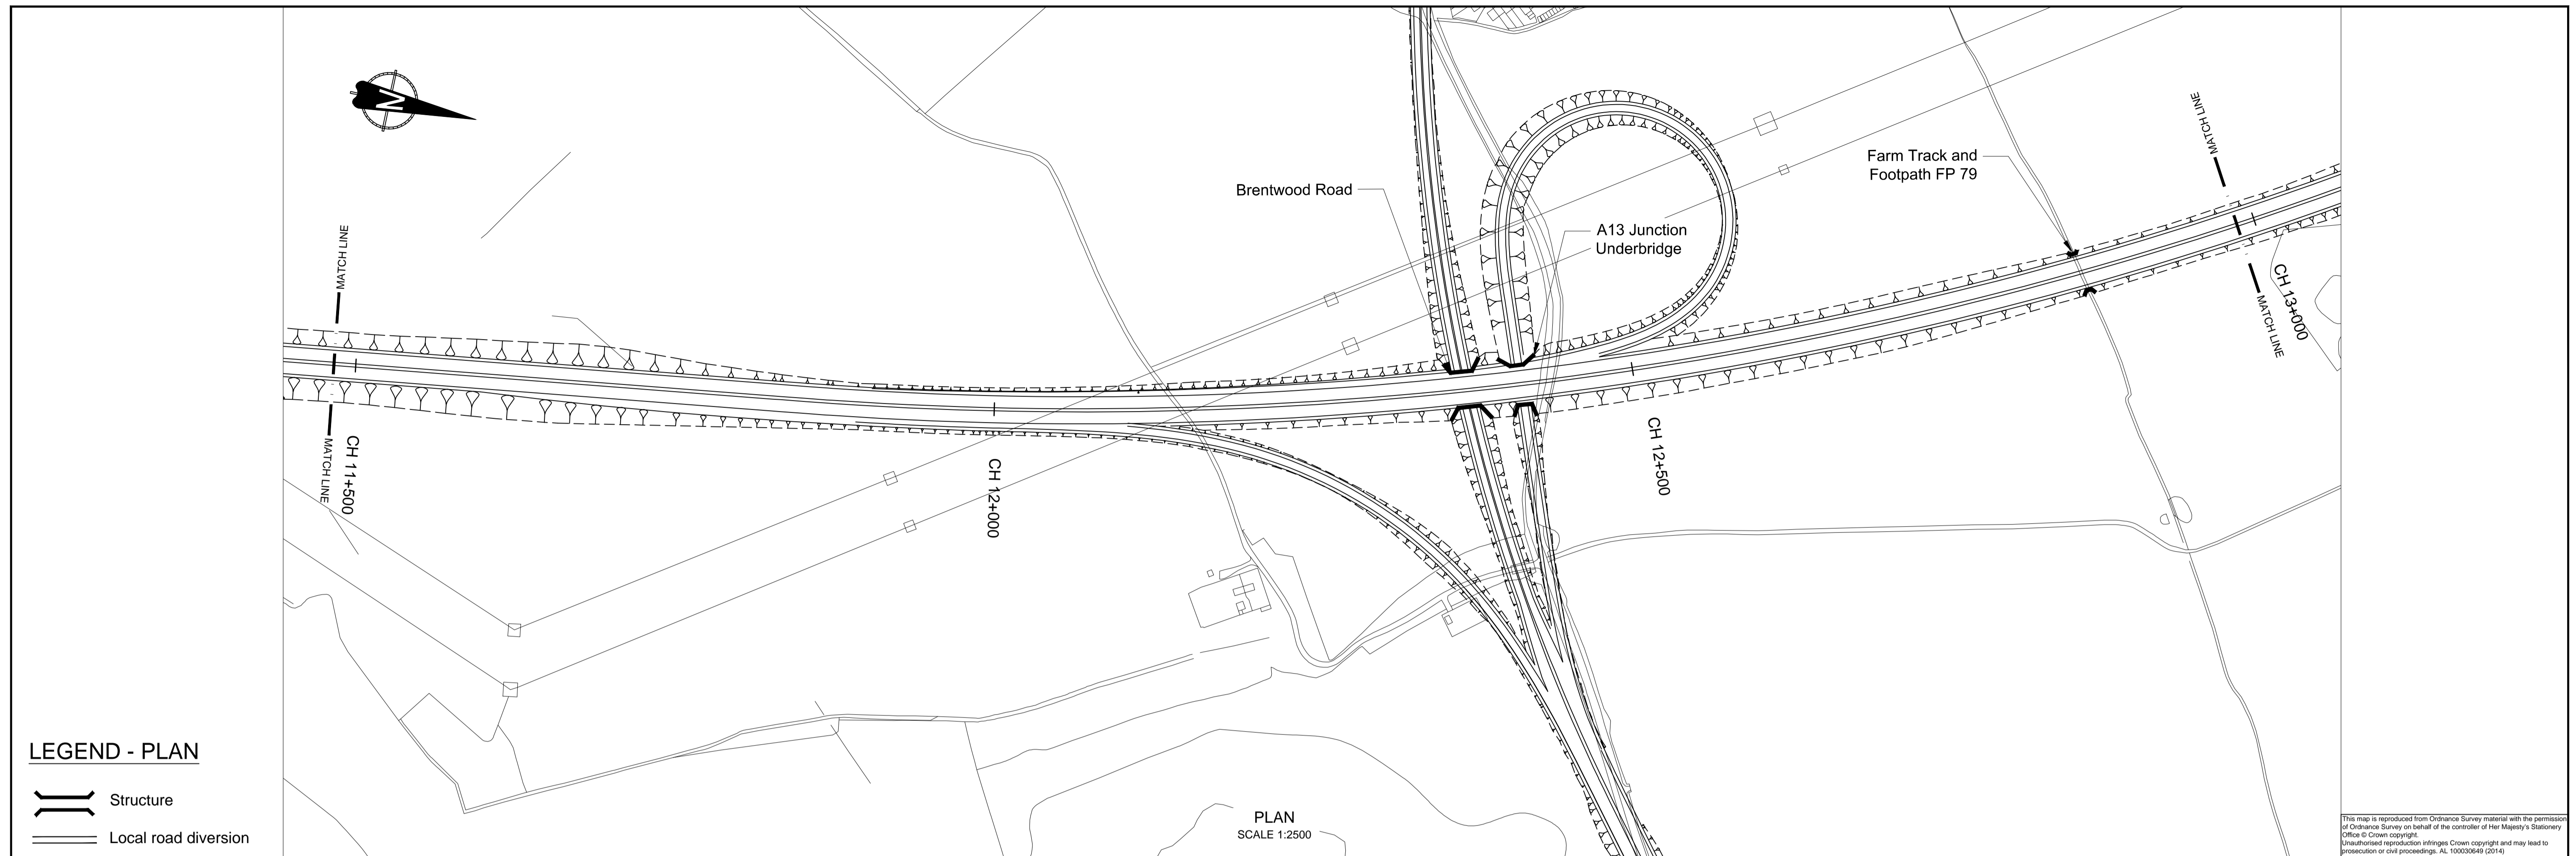 N
MATCH LINE
MATCH LINE
CH 11+500
CH 12+000
Brentwood Road
A13 Junction
Underbridge
CH 12+500
Farm Track and
Footpath FP 79
MATCH LINE
MATCH LINE
CH 13+000
LEGEND - PLAN
Structure
Local road diversion
PLAN
SCALE 1:2500
This map is reproduced from Ordnance Survey material with the permission
of Ordnance Survey on behalf of the controller of Her Majesty's Stationery
Office © Crown copyright.
Unauthorised reproduction infringes Crown copyright and may lead to
prosecution or civil proceedings. AL 100030649 (2014)